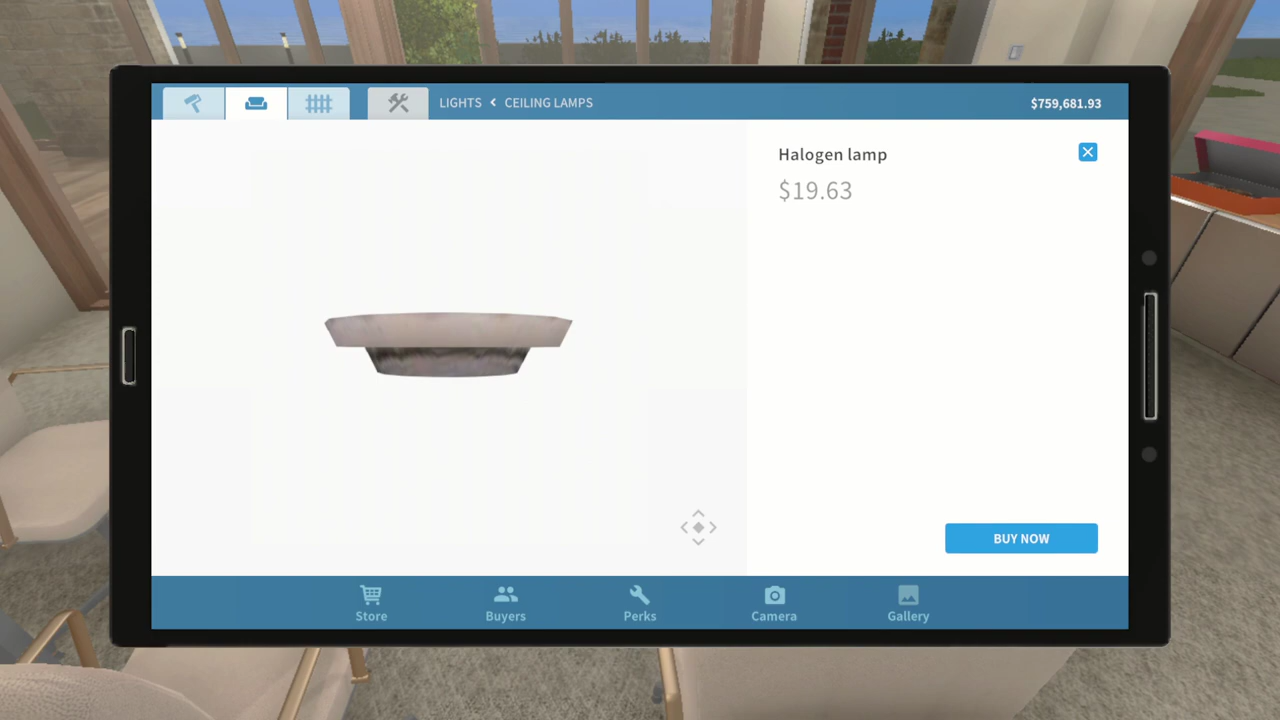 LIGHTS < CEILING LAMPS
$759,681.93
Halogen lamp
$19.63
BUY NOW
Store
Buyers
Perks
Camera
Gallery